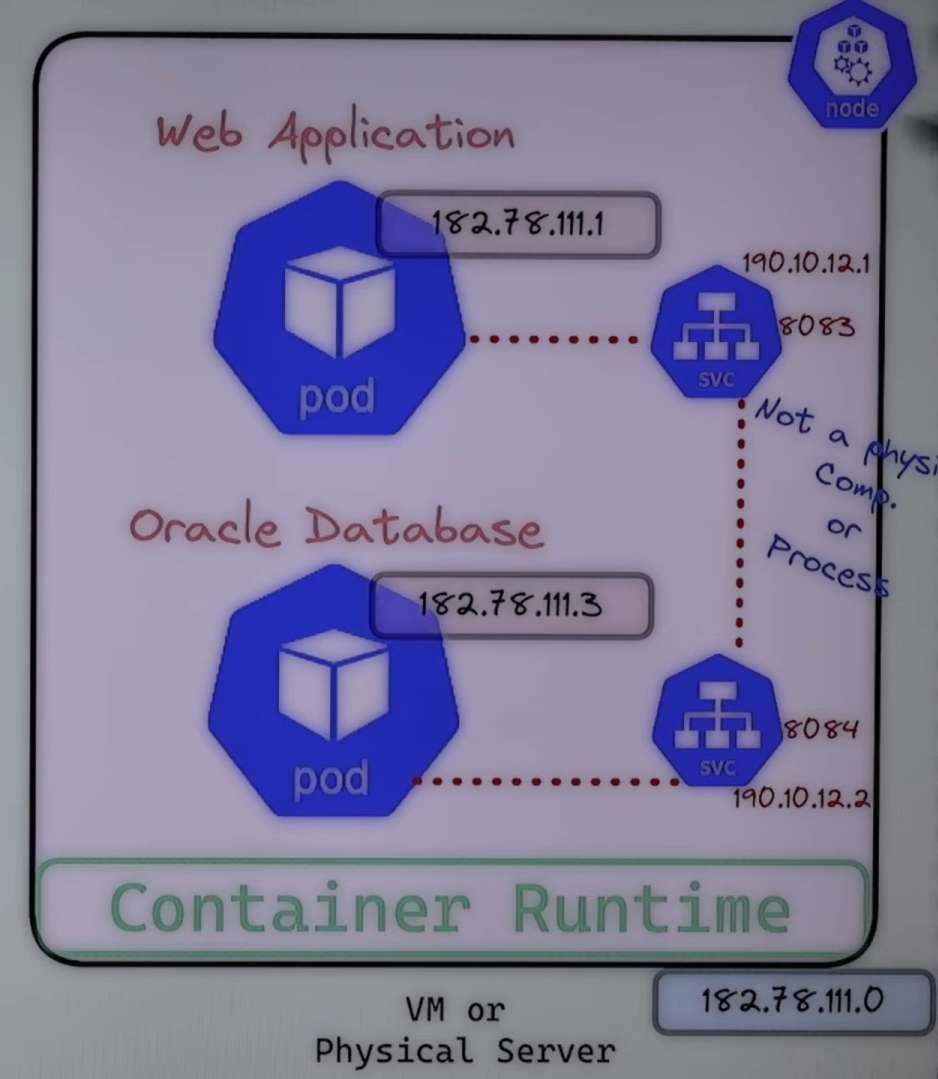 node
Web Application
182.78.111.1
190.10.12.1
8083
svc
pod
Not a
Comp.
or
Process
Oracle Database
182.78.111.3
8084
svc
pod
190.10.12.2
Container Runtime
182.78.111.0
VM or
Physical Server